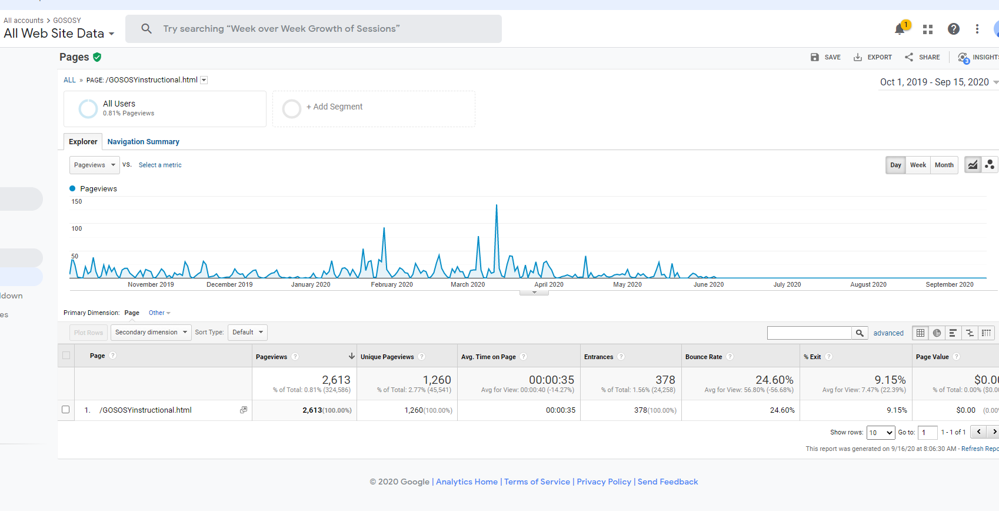 All accounts > GOSOSY
All Web Site Data
Try searching “Week over Week Growth of Sessions”
1
Pages
SAVE
EXPORT
SHARE
3
INSIGHTS
ALL » PAGE: /GOSOSYinstructional.html
Oct 1, 2019 - Sep 15, 2020
All Users
0.81% Pageviews
+ Add Segment
Explorer
Navigation Summary
Pageviews
VS.
Select a metric
Day
Week
Month
Pageviews
150
100
50
November 2019
December 2019
January 2020
February 2020
March 2020
April 2020
May 2020
June 2020
July 2020
August 2020
September 2020
ldown
es
Primary Dimension: Page Other
Plot Rows
Secondary dimension
Sort Type:
Default
advanced
Page ?
Pageviews ?
Unique Pageviews ?
Avg. Time on Page ?
Entrances ?
Bounce Rate ?
% Exit ?
Page Value ?
2,613
% of Total: 0.81% (324,586)
1,260
% of Total: 2.77% (45,541)
00:00:35
Avg for View: 00:00:40 (-14.27%)
378
% of Total: 1.56% (24,258)
24.60%
Avg for View: 56.80% (-56.68%)
9.15%
Avg for View: 7.47% (22.39%)
$0.00
% of Total: 0.00% ($0.0
1. /GOSOSYinstructional.html
2,613(100.00%)
1,260(100.00%)
00:00:35
378(100.00%)
24.60%
9.15%
$0.00 (0.00%
Show rows: 10 Go to: 1 1 - 1 of 1
This report was generated on 9/16/20 at 8:06:30 AM - Refresh Repo
© 2020 Google | Analytics Home | Terms of Service | Privacy Policy | Send Feedback